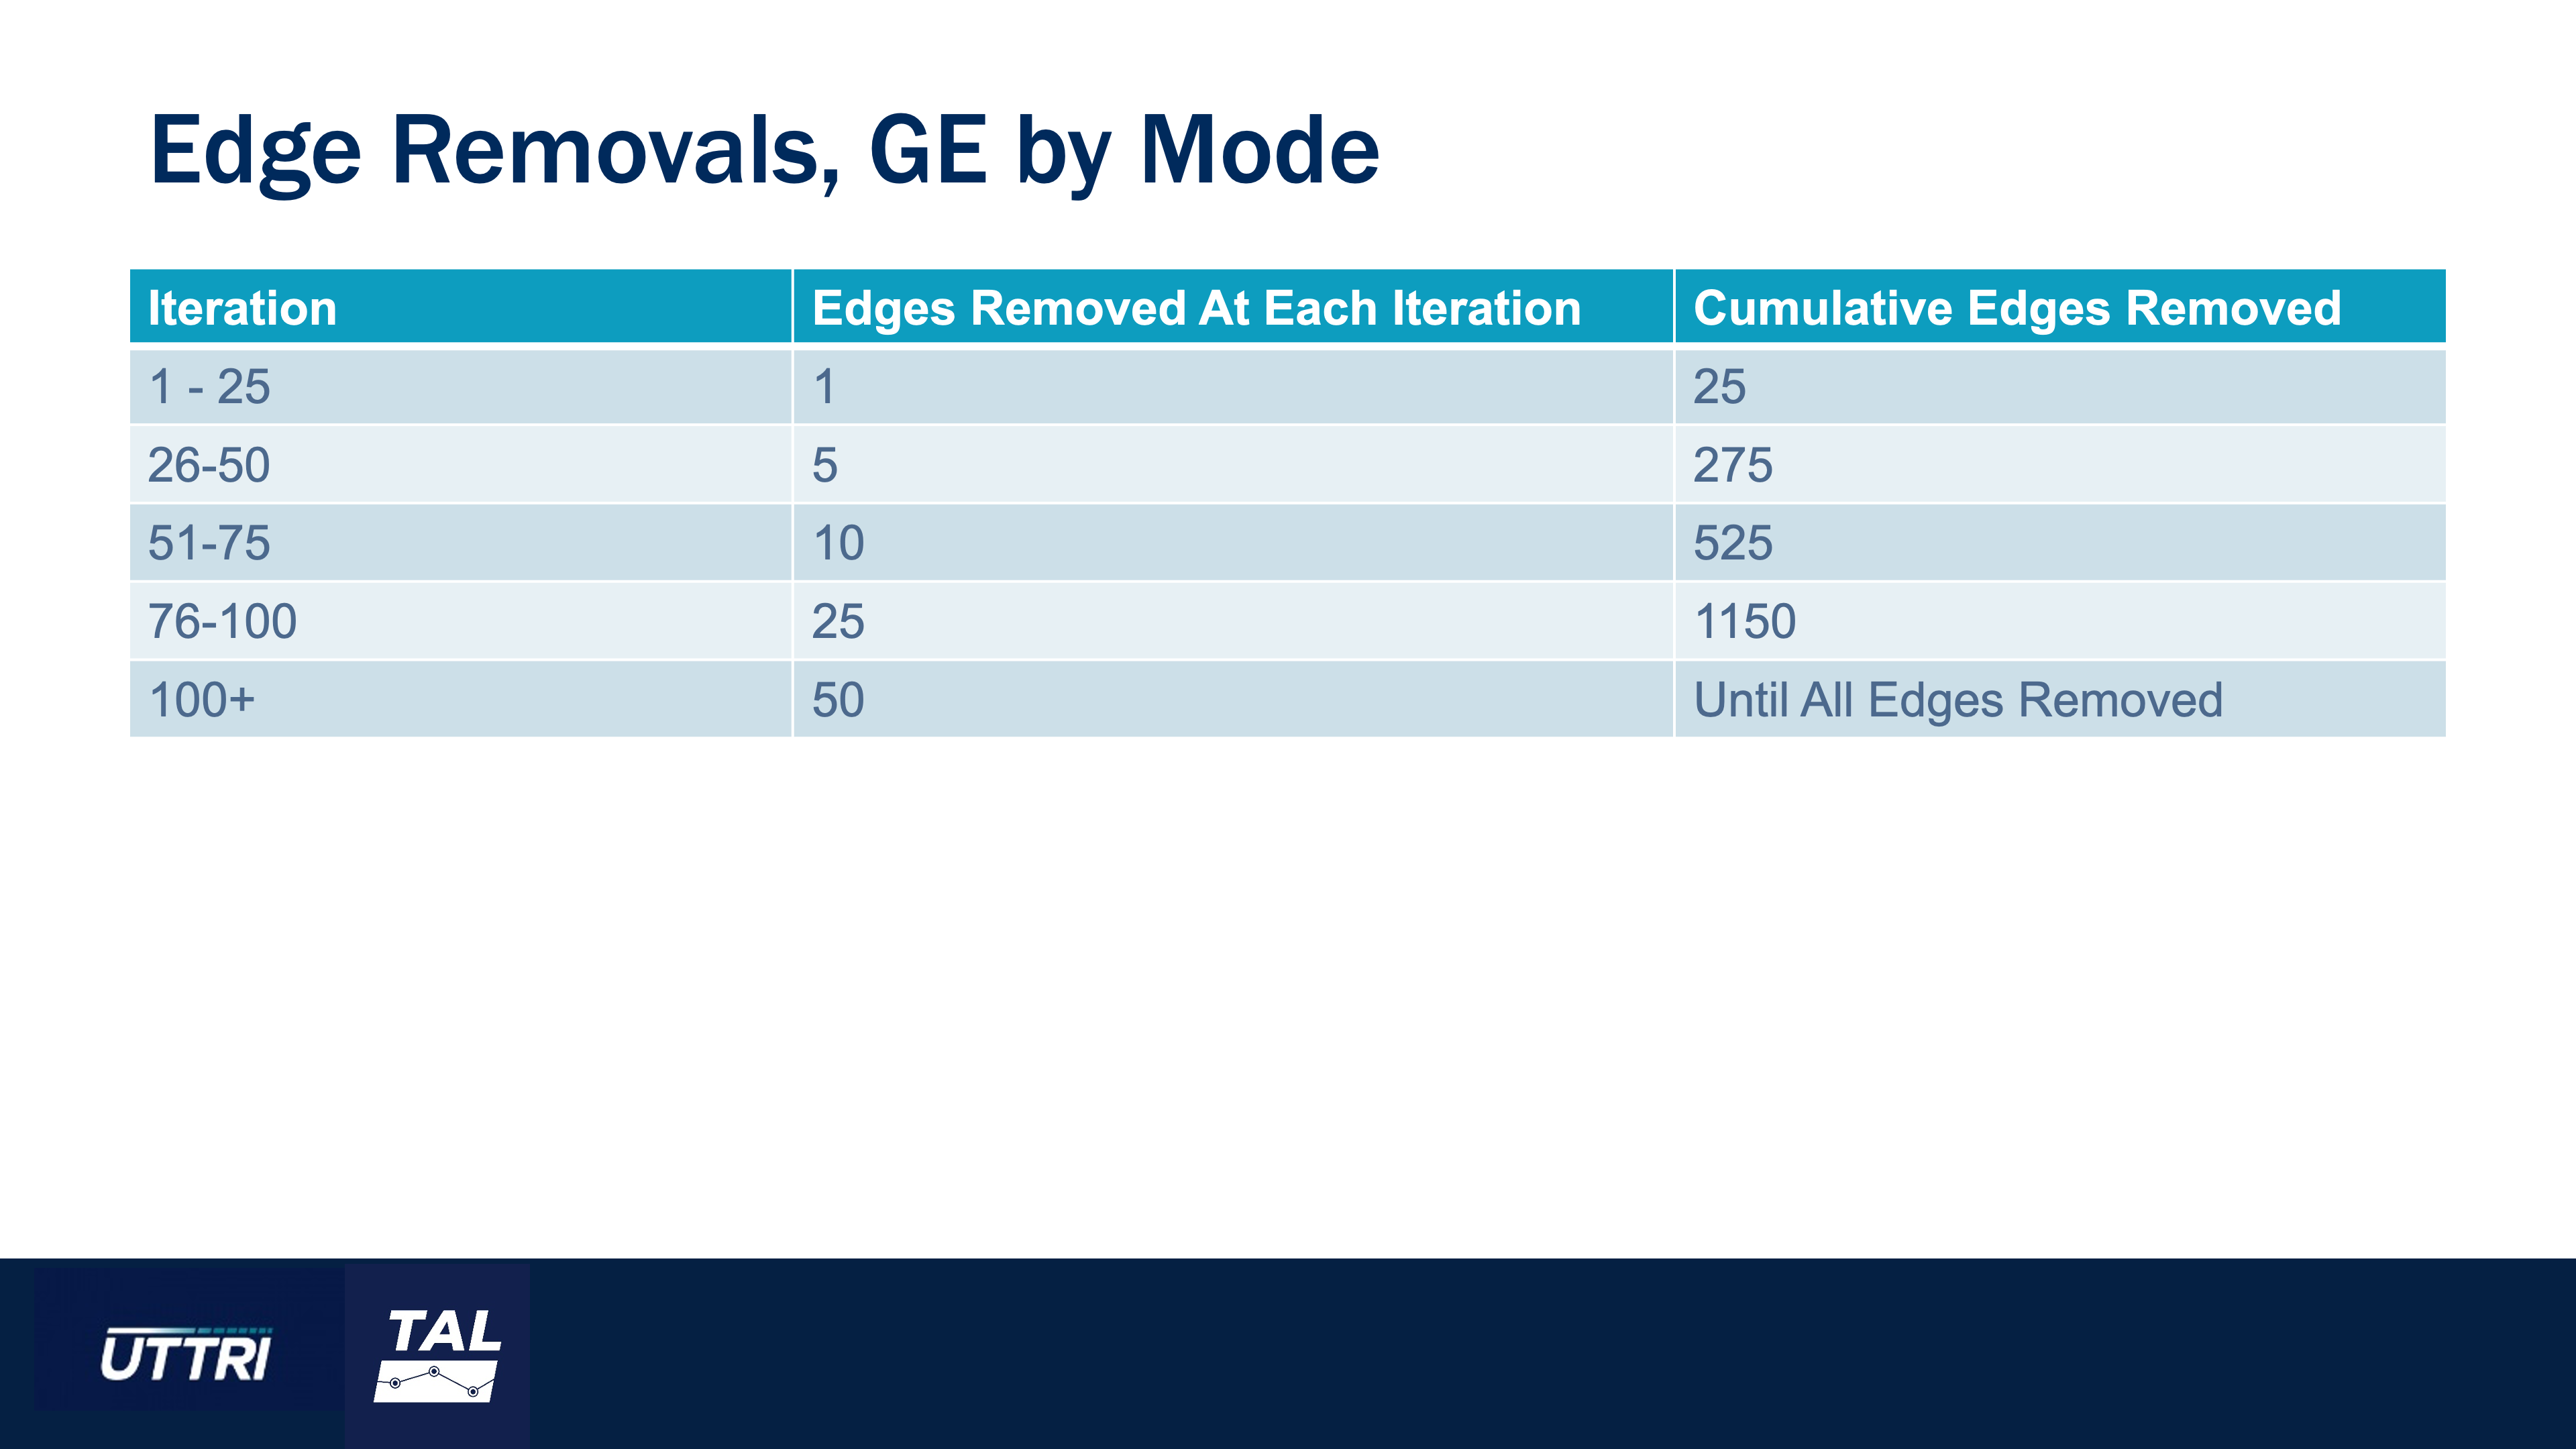 Edge Removals, GE by Mode
Iteration Edges Removed At Each Iteration Cumulative Edges Removed
1 - 25 1 25
26-50 5 275
51-75 10 525
76-100 25 1150
100+ 50 Until All Edges Removed
UTTRI
TAL